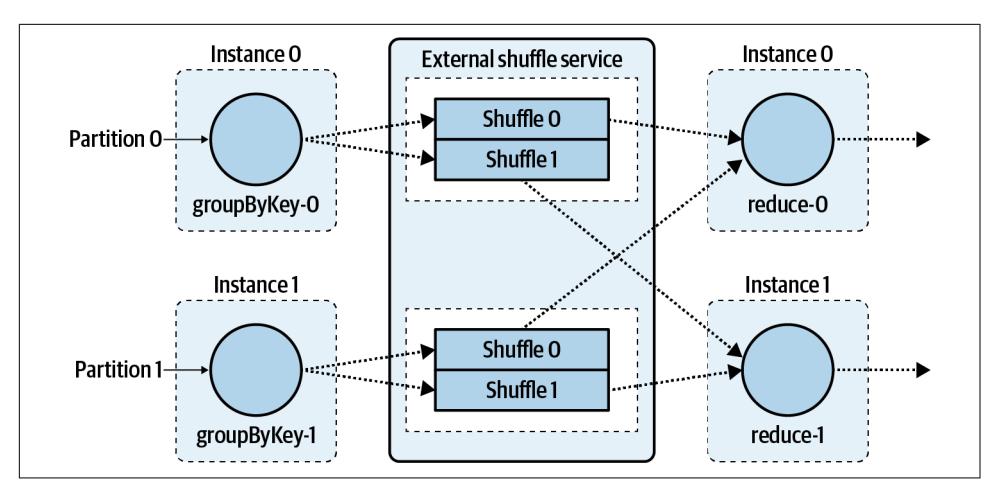 Instance 0
External shuffle service
Instance 0
Partition 0
Shuffle 0
Shuffle 1
groupByKey-0
reduce-0
Instance 1
Instance 1
Partition 1
Shuffle 0
Shuffle 1
groupByKey-1
reduce-1